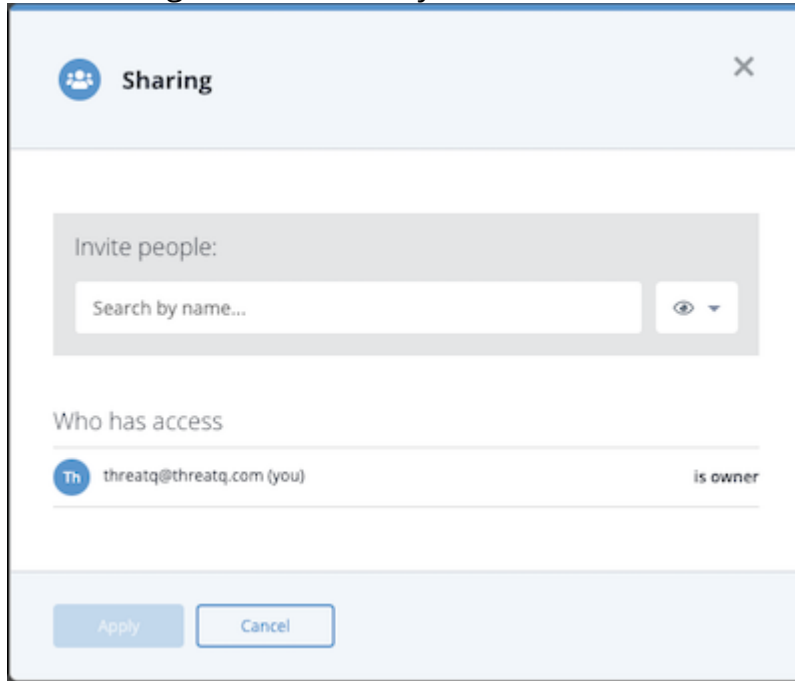 Sharing
Invite people:
Search by name...
Who has access
Th threatq@threatq.com (you) is owner
Apply Cancel